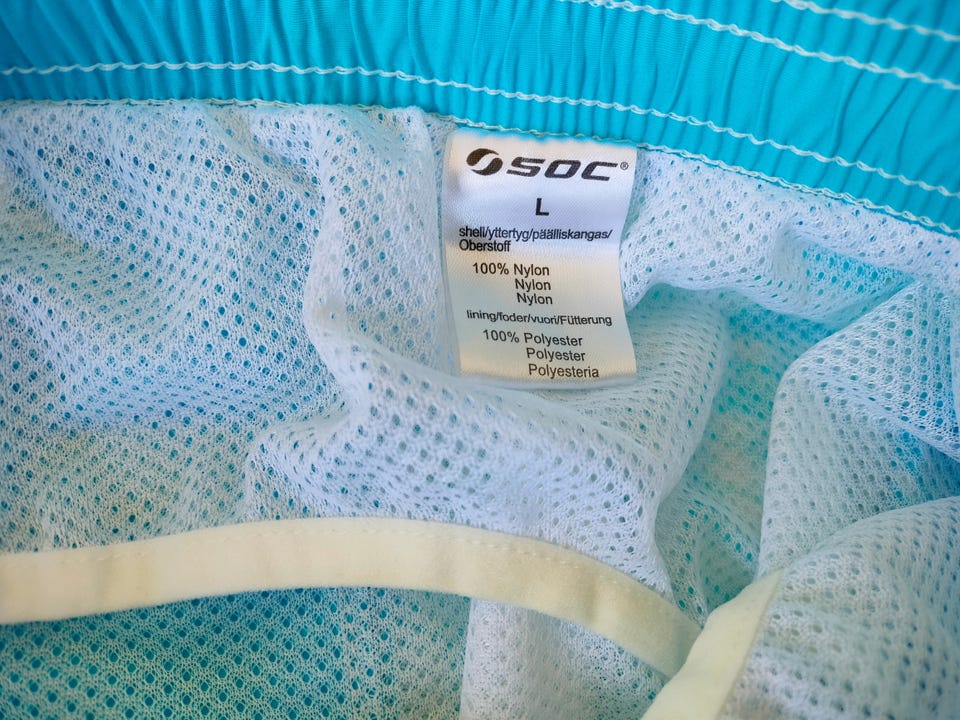 SOC®
L
shell/yttertyg/päälliskangas/
Oberstoff
100% Nylon
Nylon
Nylon
lining/foder/vuori/Fütterung
100% Polyester
Polyester
Polyesteria